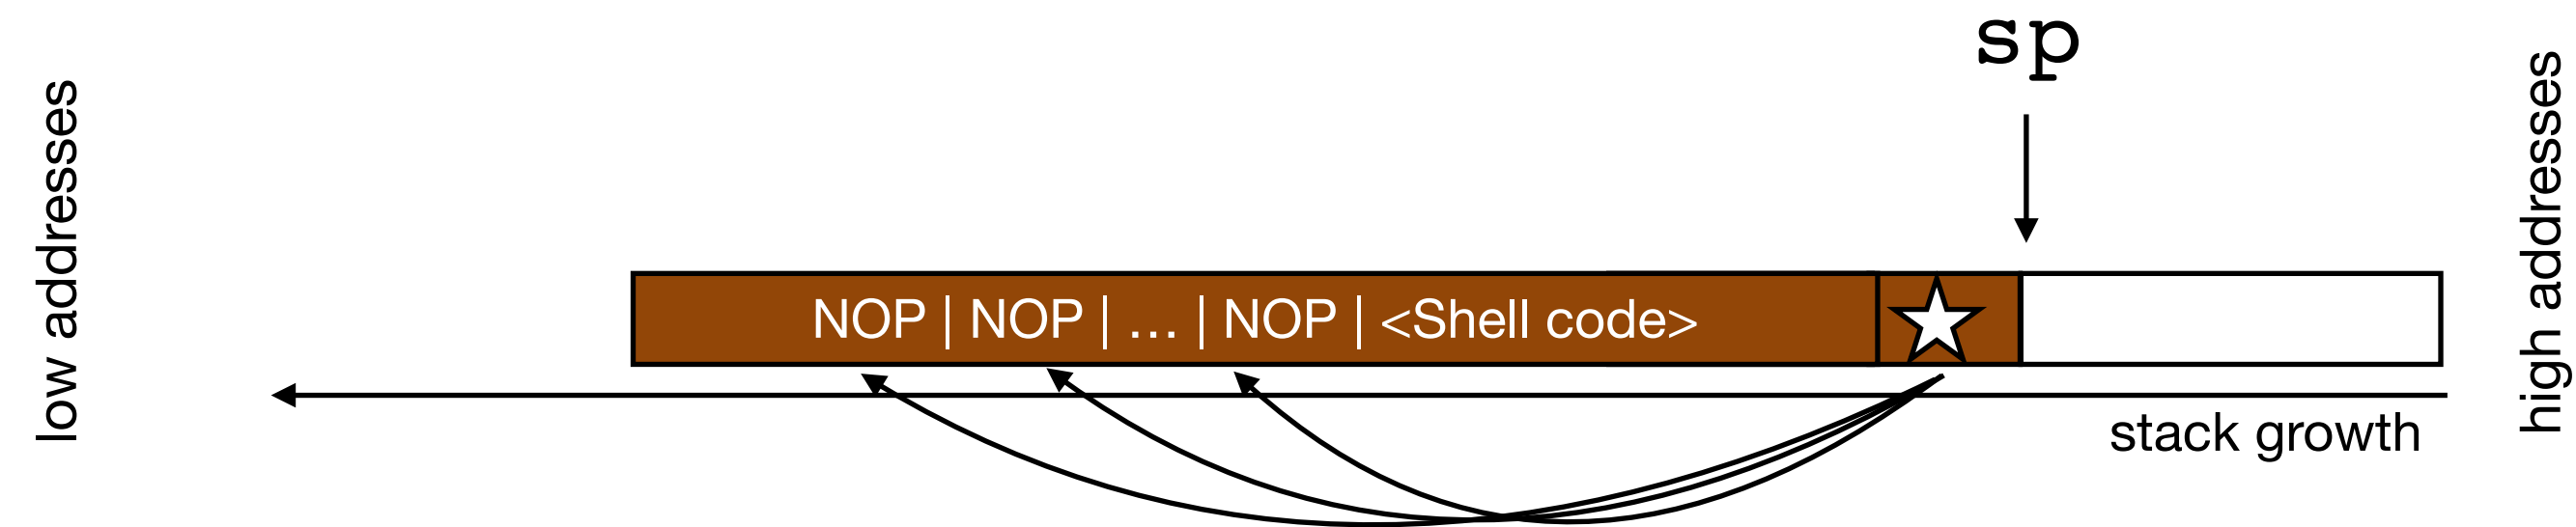 sp
low addresses
high addresses
NOP | NOP | ... | NOP | <Shell code>
stack growth